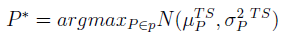 P* = argmax_{P∈p} N(μ_P^{TS}, σ_P^{2 TS})